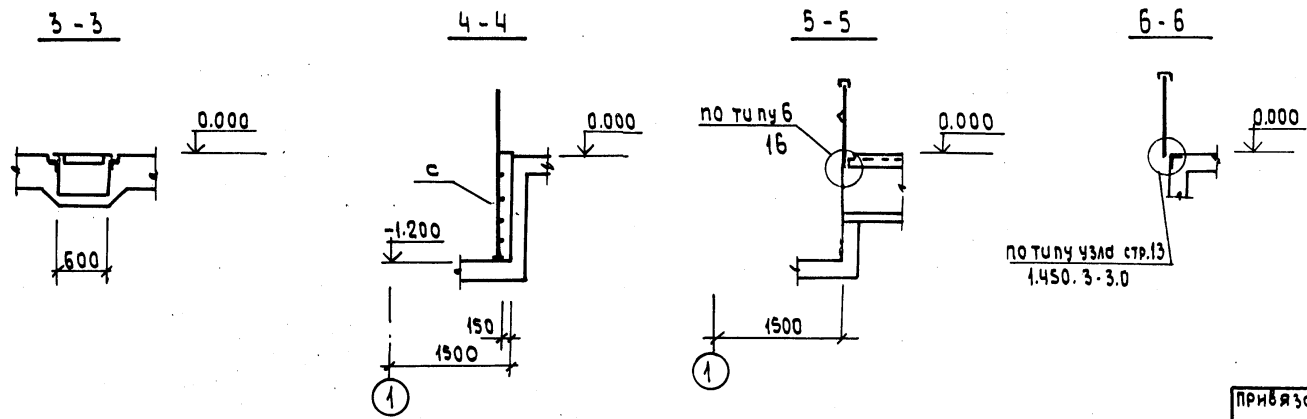 3 - 3
0.000
600
4 - 4
0.000
с
-1.200
150
1500
1
5 - 5
по типу 6
16
0.000
1500
1
6 - 6
0.000
по типу узла стр.13
1.450.3-3.0
Привяза